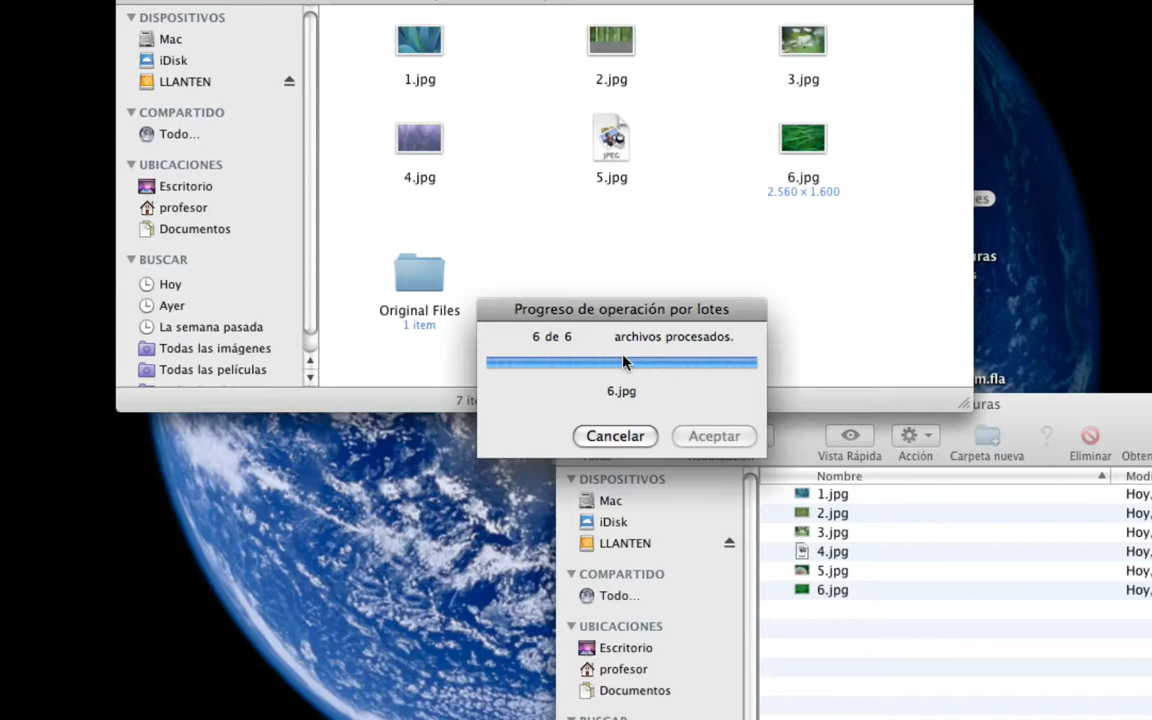 DISPOSITIVOS
Mac
iDisk
LLANTEN
COMPARTIDO
Todo...
UBICACIONES
Escritorio
profesor
Documentos
BUSCAR
Hoy
Ayer
La semana pasada
Todas las imágenes
Todas las películas
1.jpg
2.jpg
3.jpg
4.jpg
JPEG
5.jpg
6.jpg
2.560 × 1.600
Original Files
1 item
7 ite
Progreso de operación por lotes
6 de 6 archivos procesados.
6.jpg
Cancelar
Aceptar
es
uras
s
m.fla
uras
Vista Rápida
Acción
Carpeta nueva
Eliminar
Obten
DISPOSITIVOS
Mac
iDisk
LLANTEN
COMPARTIDO
Todo...
UBICACIONES
Escritorio
profesor
Documentos
Nombre
Modi
1.jpg
Hoy,
2.jpg
Hoy,
3.jpg
Hoy,
4.jpg
Hoy,
5.jpg
Hoy,
6.jpg
Hoy,